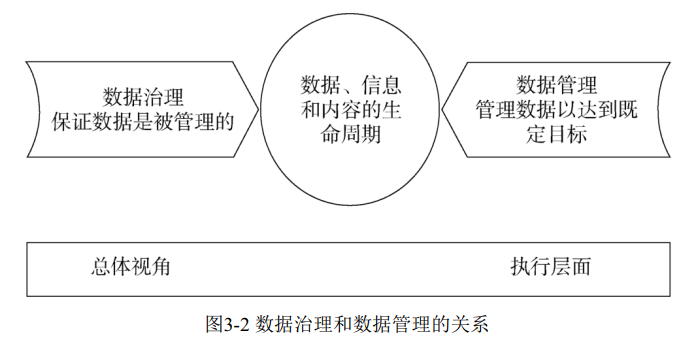 数据治理
保证数据是被管理的
数据、信息
和内容的生
命周期
数据管理
管理数据以达到既
定目标
总体视角
执行层面
图3-2 数据治理和数据管理的关系